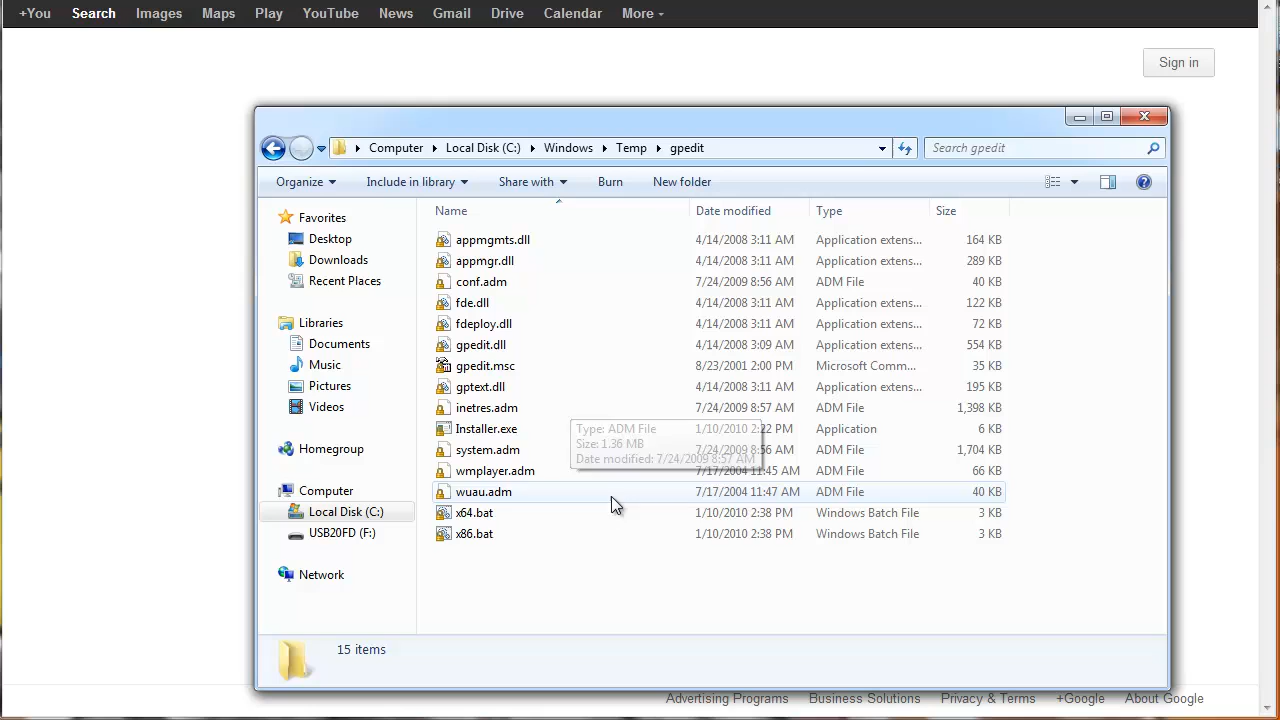 +You Search Images Maps Play YouTube News Gmail Drive Calendar More
Sign in
Computer Local Disk (C:) Windows Temp gpedit Search gpedit
Organize Include in library Share with Burn New folder
Favorites
Desktop
Downloads
Recent Places
Libraries
Documents
Music
Pictures
Videos
Homegroup
Computer
Local Disk (C:)
USB20FD (F:)
Network
Name Date modified Type Size
appmgmts.dll 4/14/2008 3:11 AM Application extens... 164 KB
appmgr.dll 4/14/2008 3:11 AM Application extens... 289 KB
conf.adm 7/24/2009 8:56 AM ADM File 40 KB
fde.dll 4/14/2008 3:11 AM Application extens... 122 KB
fdeploy.dll 4/14/2008 3:11 AM Application extens... 72 KB
gpedit.dll 4/14/2008 3:09 AM Application extens... 554 KB
gpedit.msc 8/23/2001 2:00 PM Microsoft Comm... 35 KB
gptext.dll 4/14/2008 3:11 AM Application extens... 195 KB
inetres.adm 7/24/2009 8:57 AM ADM File 1,398 KB
Installer.exe 1/10/2010 2:22 PM Application 6 KB
system.adm 7/24/2009 8:56 AM ADM File 1,704 KB
wmplayer.adm 7/17/2004 11:45 AM ADM File 66 KB
wuau.adm 7/17/2004 11:47 AM ADM File 40 KB
x64.bat 1/10/2010 2:38 PM Windows Batch File 3 KB
x86.bat 1/10/2010 2:38 PM Windows Batch File 3 KB
Type: ADM File
Size: 1.36 MB
Date modified: 7/24/2009 8:57 AM
15 items
Advertising Programs Business Solutions Privacy & Terms +Google About Google